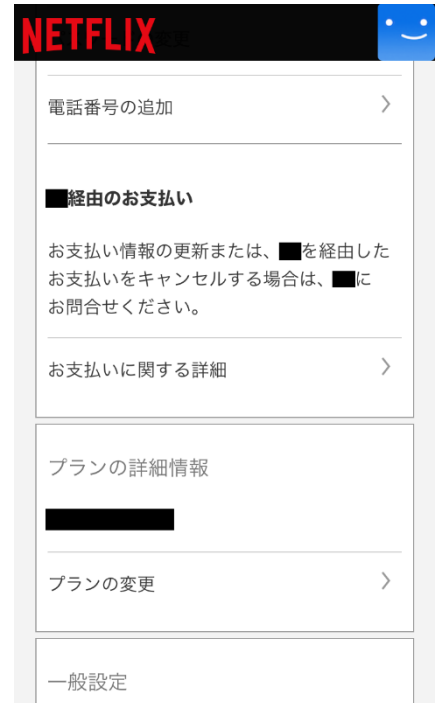 NETFLIX
変更
電話番号の追加
経由のお支払い
お支払い情報の更新または、を経由した
お支払いをキャンセルする場合は、に
お問合せください。
お支払いに関する詳細
プランの詳細情報
プランの変更
一般設定